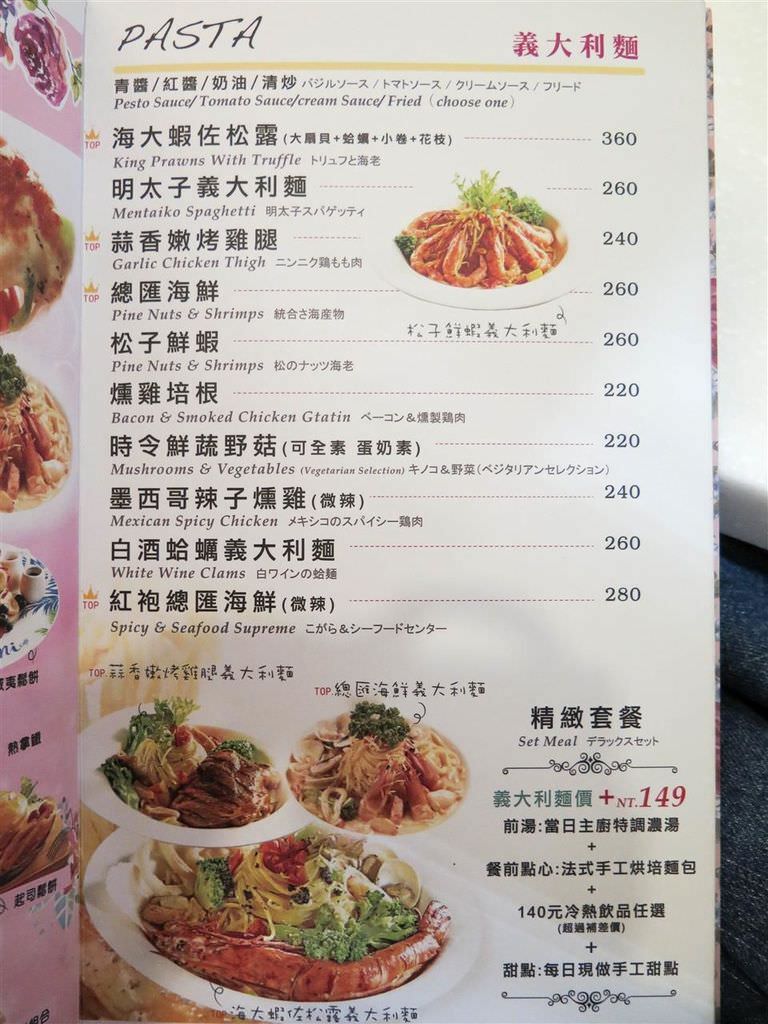 PASTA 義大利麵
青醬/紅醬/奶油/清炒 バジルソース / トマトソース / クリームソース / フリード
Pesto Sauce/ Tomato Sauce/cream Sauce/ Fried (choose one)
TOP 海大蝦佐松露(大扇貝+蛤蠣+小卷+花枝) 360
King Prawns With Truffle トリュフと海老
明太子義大利麵 260
Mentaiko Spaghetti 明太子スパゲッティ
TOP 蒜香嫩烤雞腿 240
Garlic Chicken Thigh ニンニク鶏もも肉
TOP 總匯海鮮 260
Pine Nuts & Shrimps 統合さ海産物
松子鮮蝦義大利麵
松子鮮蝦 260
Pine Nuts & Shrimps 松のナッツ海老
燻雞培根 220
Bacon & Smoked Chicken Gtatin ベーコン＆燻製鶏肉
時令鮮蔬野菇(可全素 蛋奶素) 220
Mushrooms & Vegetables (Vegetarian Selection) キノコ＆野菜(ベジタリアンセレクション)
墨西哥辣子燻雞(微辣) 240
Mexican Spicy Chicken メキシコのスパイシー鶏肉
白酒蛤蠣義大利麵 260
White Wine Clams 白ワインの蛤麺
TOP 紅袍總匯海鮮(微辣) 280
Spicy & Seafood Supreme こがら＆シーフードセンター
TOP.蒜香嫩烤雞腿義大利麵
TOP.總匯海鮮義大利麵
精緻套餐
Set Meal デラックスセット
義大利麵價+NT.149
前湯:當日主廚特調濃湯
+
餐前點心:法式手工烘培麵包
+
140元冷熱飲品任選
(超過補差價)
+
甜點:每日現做手工甜點
TOP.海大蝦佐松露義大利麵
夷鬆餅
熱拿鐵
起司鬆餅
組合